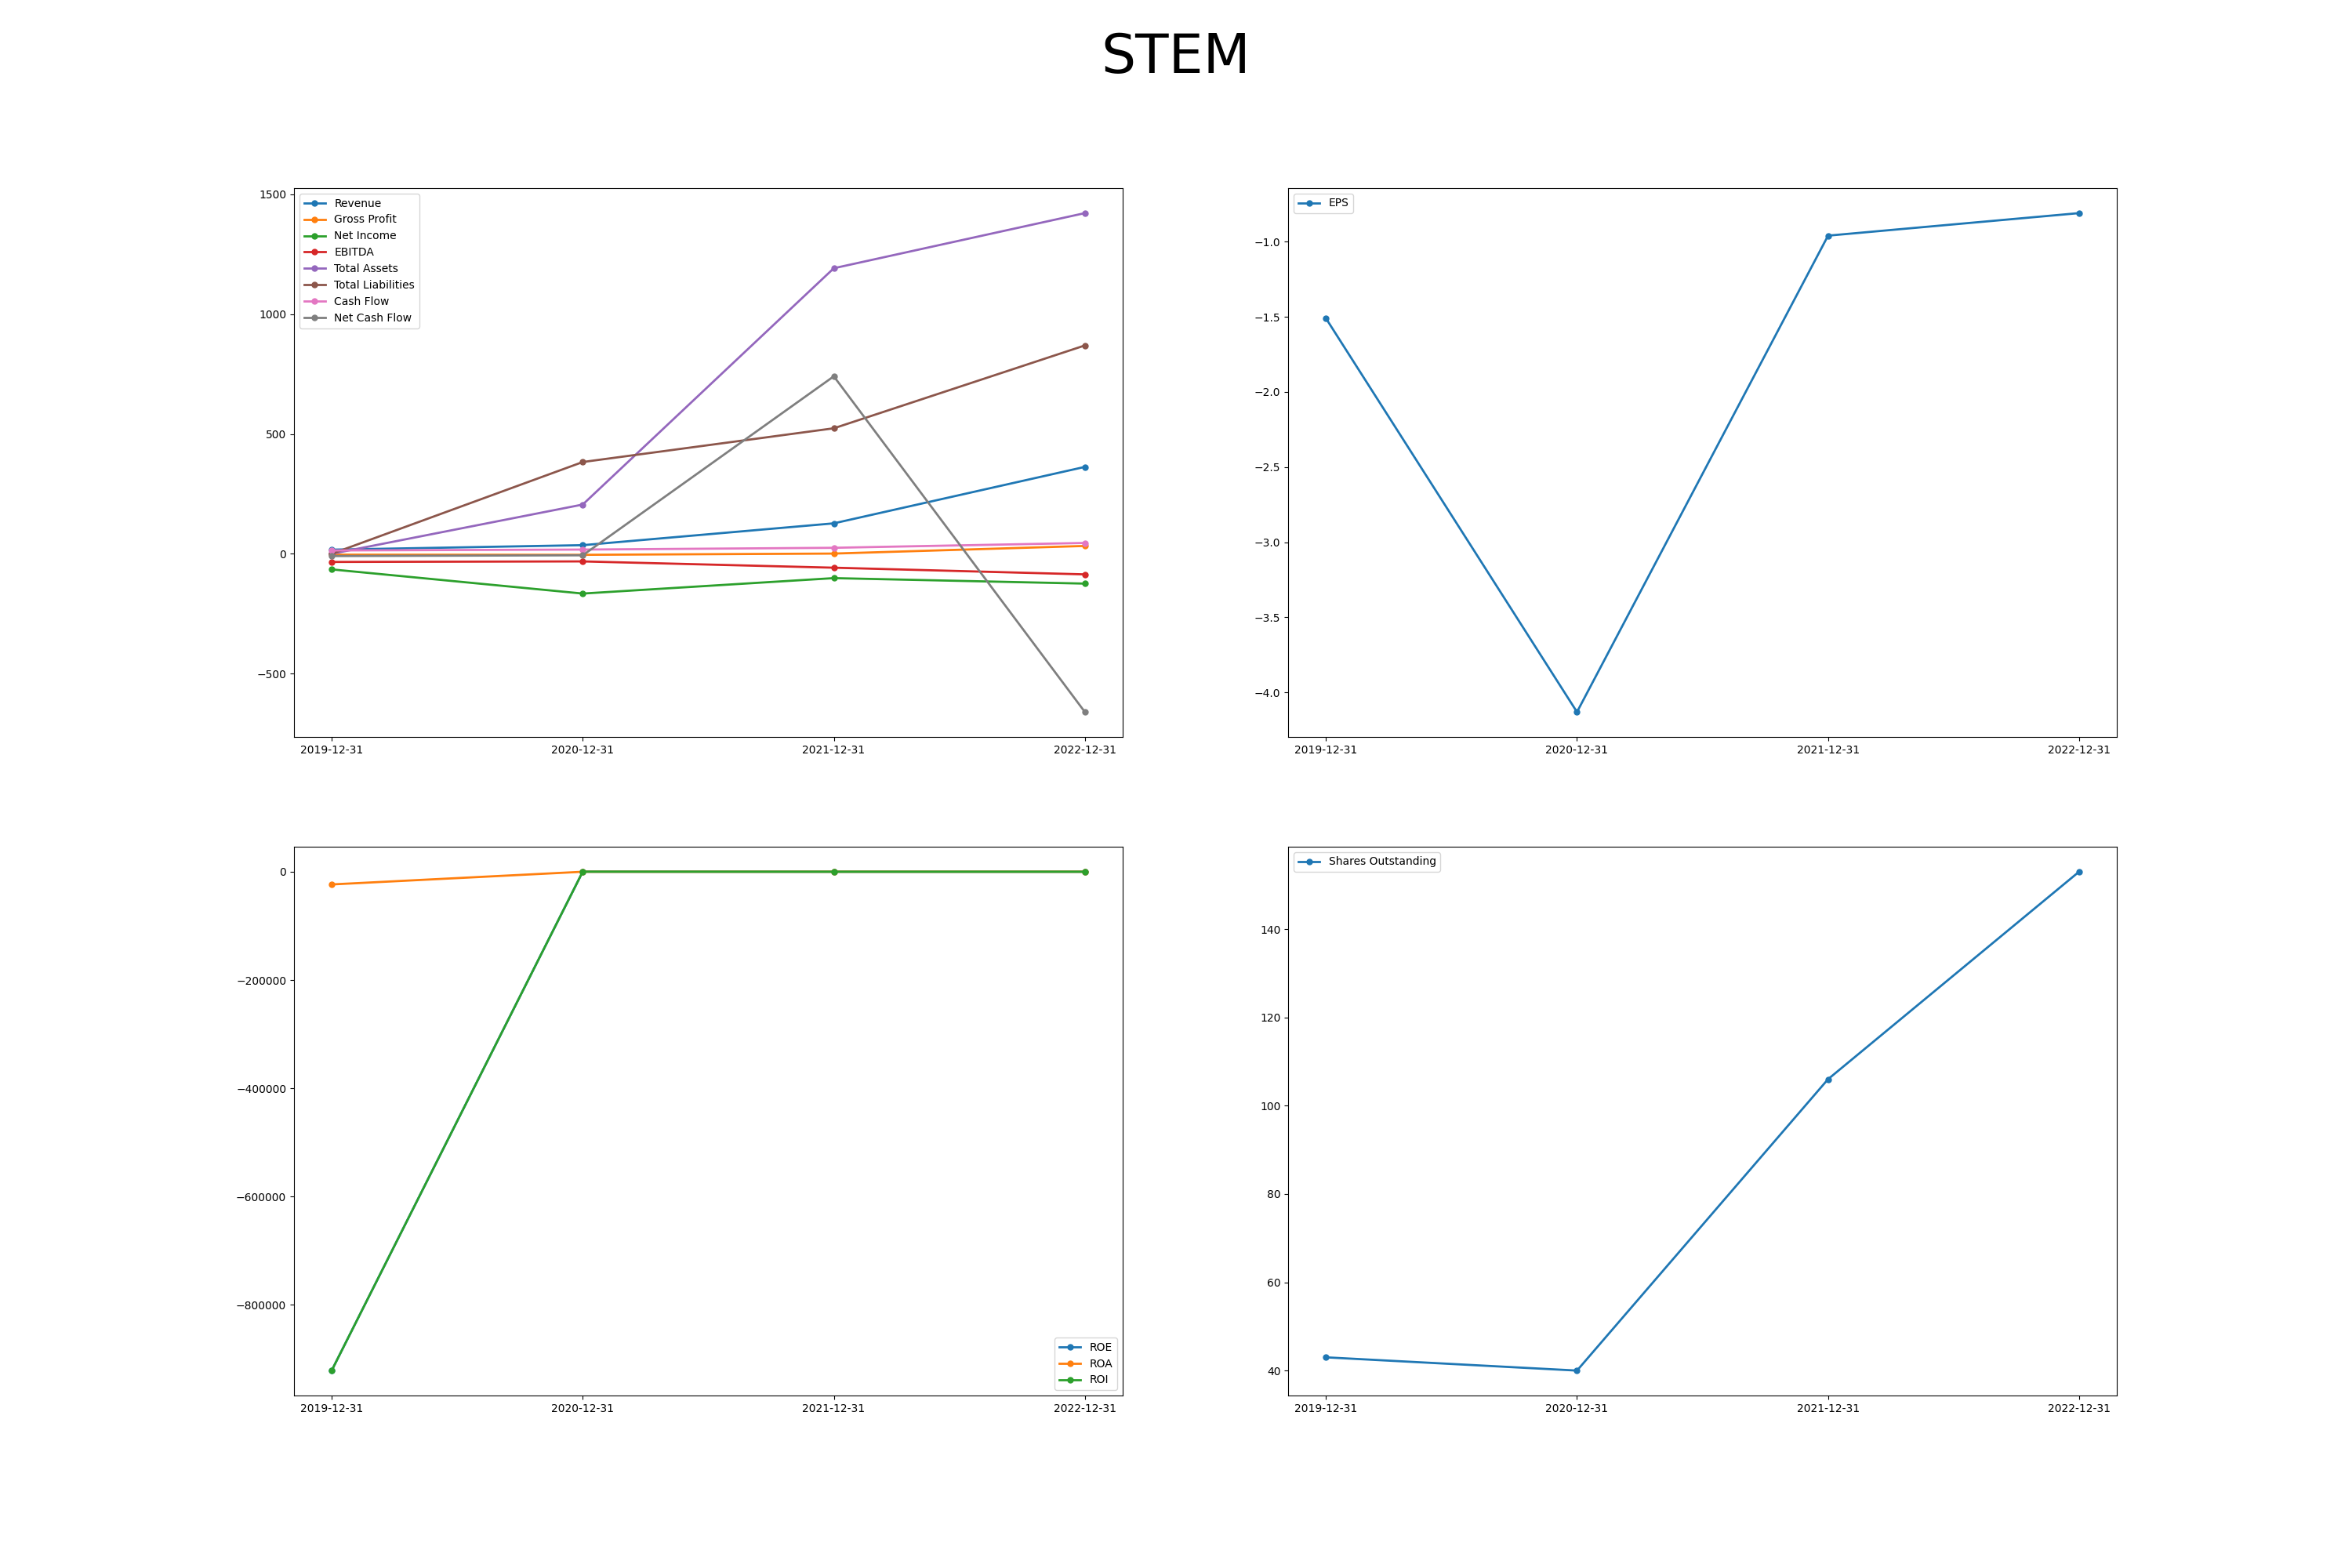 STEM
1500
1000
500
0
−500
Revenue
Gross Profit
Net Income
EBITDA
Total Assets
Total Liabilities
Cash Flow
Net Cash Flow
2019-12-31 2020-12-31 2021-12-31 2022-12-31
EPS
−1.0
−1.5
−2.0
−2.5
−3.0
−3.5
−4.0
2019-12-31 2020-12-31 2021-12-31 2022-12-31
0
−200000
−400000
−600000
−800000
ROE
ROA
ROI
2019-12-31 2020-12-31 2021-12-31 2022-12-31
Shares Outstanding
140
120
100
80
60
40
2019-12-31 2020-12-31 2021-12-31 2022-12-31